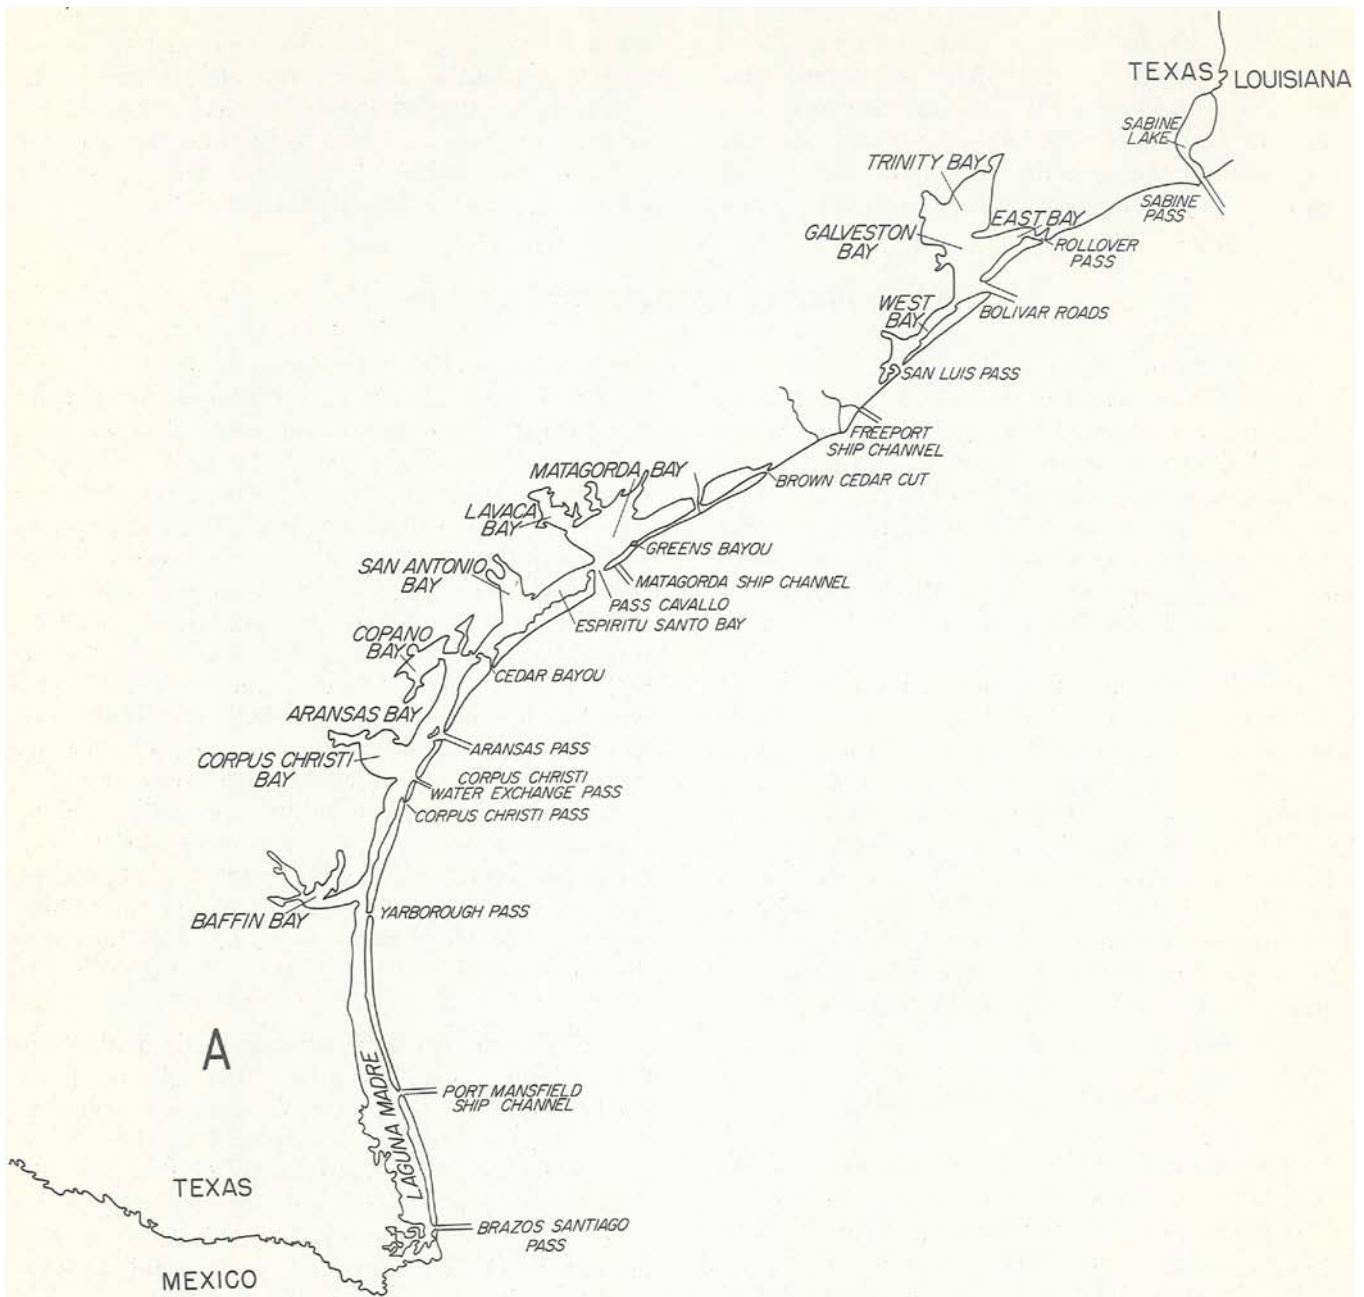 TEXAS
LOUISIANA
SABINE
LAKE
TRINITY BAY
SABINE
PASS
EAST BAY
GALVESTON
BAY
ROLLOVER
PASS
WEST
BAY
BOLIVAR ROADS
SAN LUIS PASS
FREEPORT
SHIP CHANNEL
MATAGORDA BAY
BROWN CEDAR CUT
LAVACA
BAY
GREENS BAYOU
SAN ANTONIO
BAY
MATAGORDA SHIP CHANNEL
PASS CAVALLO
ESPIRITU SANTO BAY
COPANO
BAY
CEDAR BAYOU
ARANSAS BAY
ARANSAS PASS
CORPUS CHRISTI
BAY
CORPUS CHRISTI
WATER EXCHANGE PASS
CORPUS CHRISTI PASS
BAFFIN BAY
YARBOROUGH PASS
A
LAGUNA MADRE
PORT MANSFIELD
SHIP CHANNEL
TEXAS
BRAZOS SANTIAGO
PASS
MEXICO